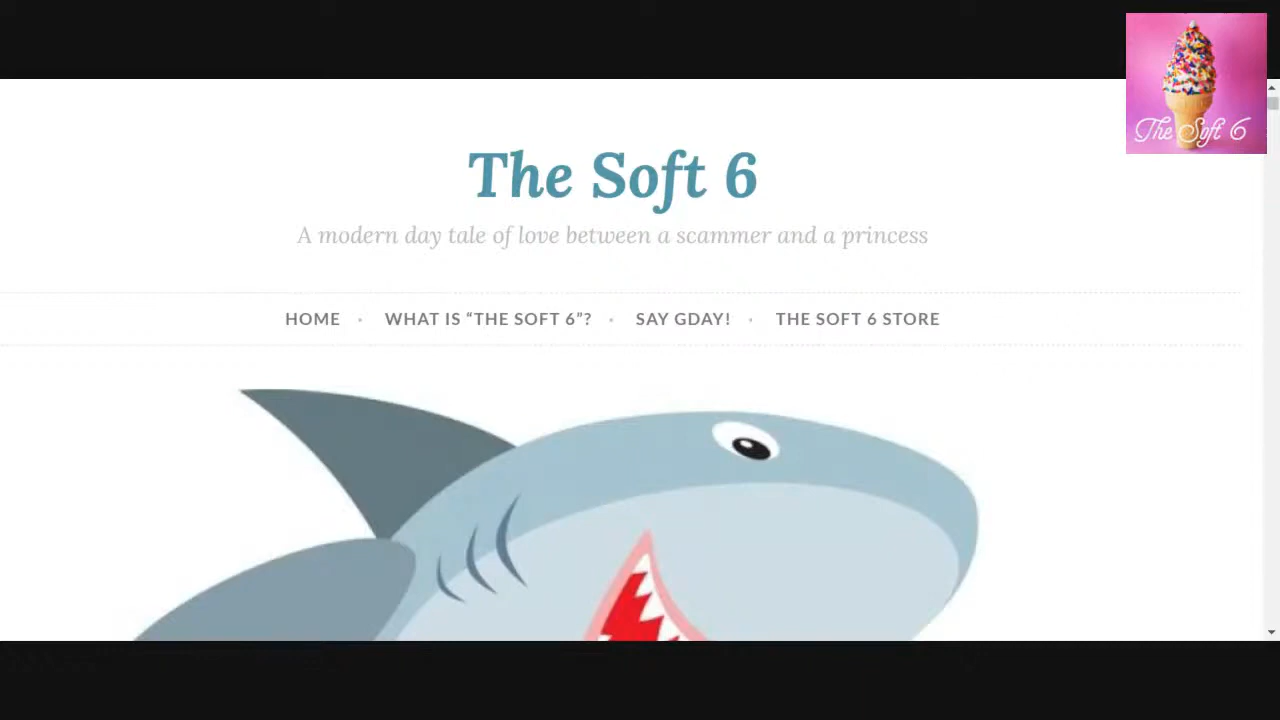 The Soft 6
The Soft 6
A modern day tale of love between a scammer and a princess
HOME
WHAT IS “THE SOFT 6”?
SAY GDAY!
THE SOFT 6 STORE